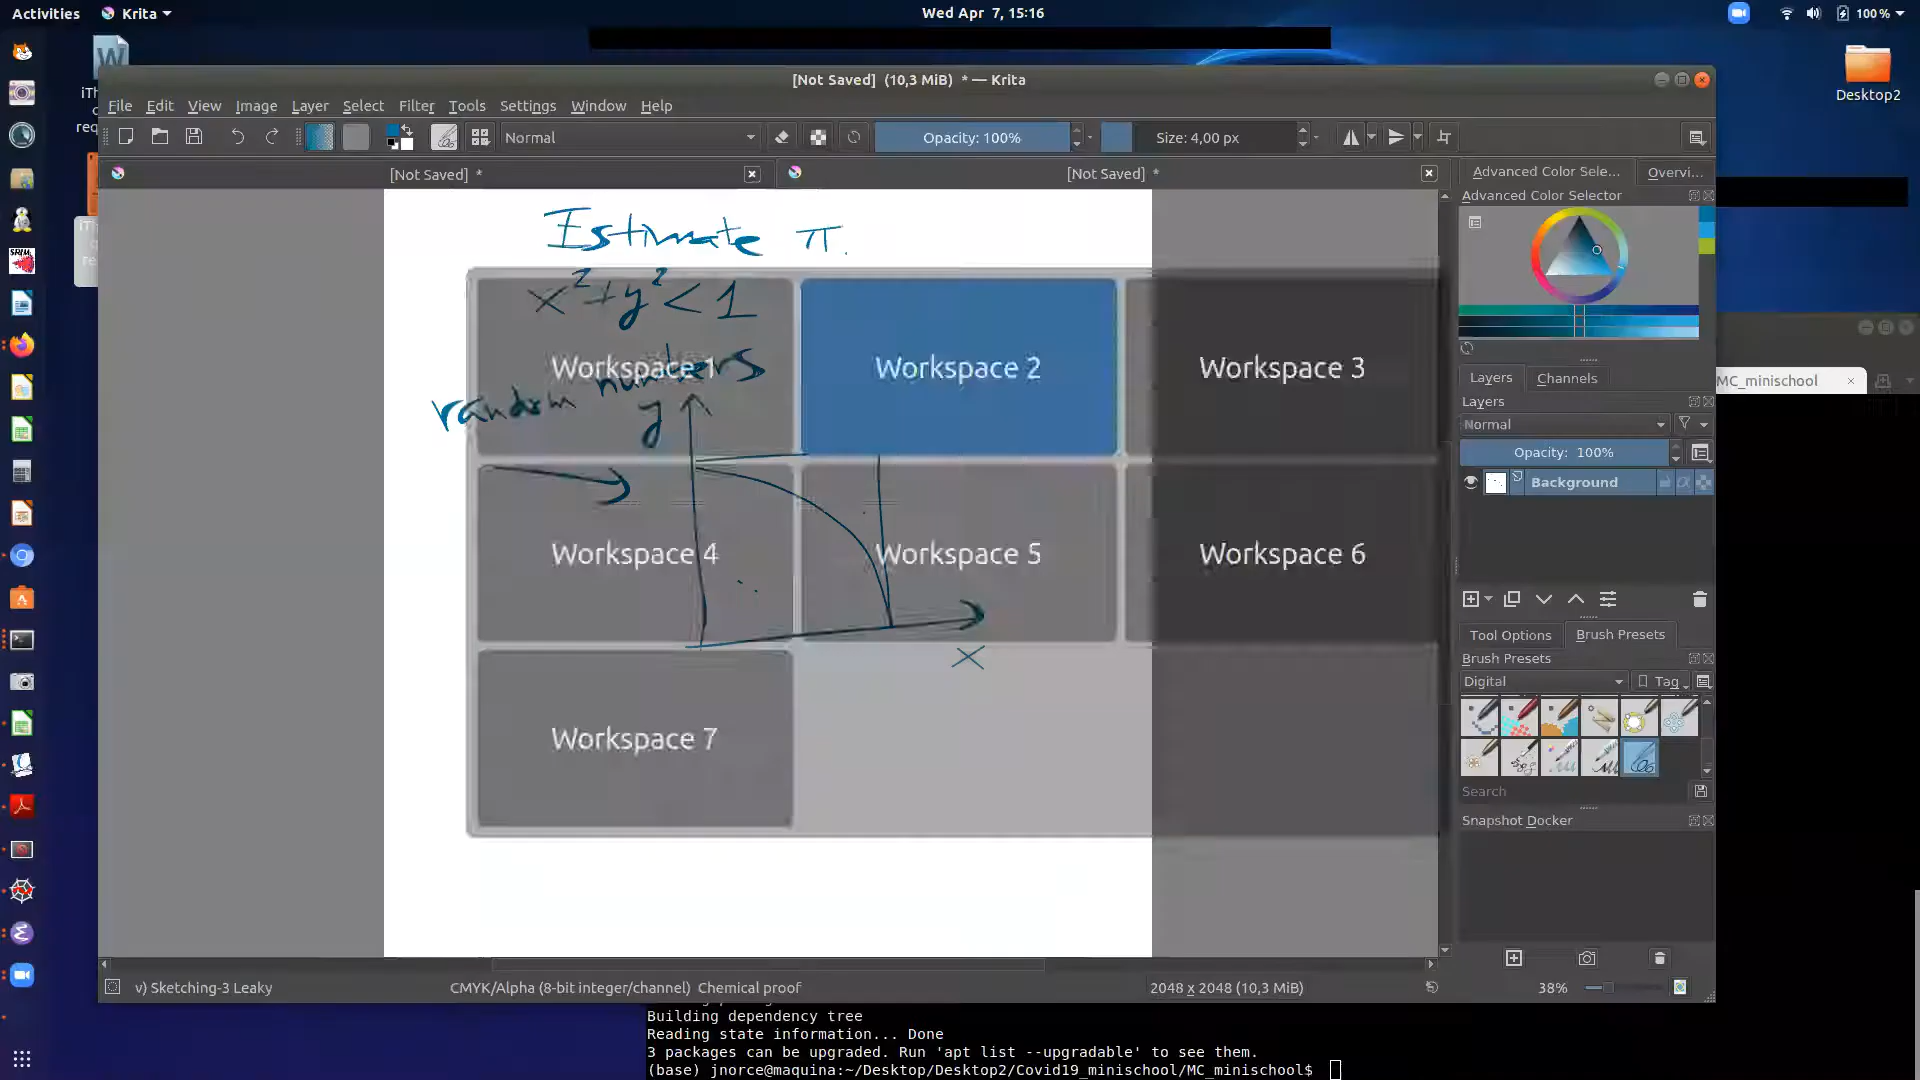 Activities Krita Wed Apr 7, 15:16 100%
Desktop2
[Not Saved] (10,3 MiB) * — Krita
File Edit View Image Layer Select Filter Tools Settings Window Help
Normal Opacity: 100% Size: 4,00 px
[Not Saved] * [Not Saved] *
Advanced Color Sele... Overvi...
Advanced Color Selector
Estimate π.
x²+y² < 1
random numbers
y
x
Workspace 1 Workspace 2 Workspace 3
Workspace 4 Workspace 5 Workspace 6
Workspace 7
MC_minischool
Layers Channels
Layers
Normal
Opacity: 100%
Background
Tool Options Brush Presets
Brush Presets
Digital Tag
Search
Snapshot Docker
v) Sketching-3 Leaky CMYK/Alpha (8-bit integer/channel) Chemical proof 2048 x 2048 (10,3 MiB) 38%
Building dependency tree
Reading state information... Done
3 packages can be upgraded. Run 'apt list --upgradable' to see them.
(base) jnorce@maquina:~/Desktop/Desktop2/Covid19_minischool/MC_minischool$